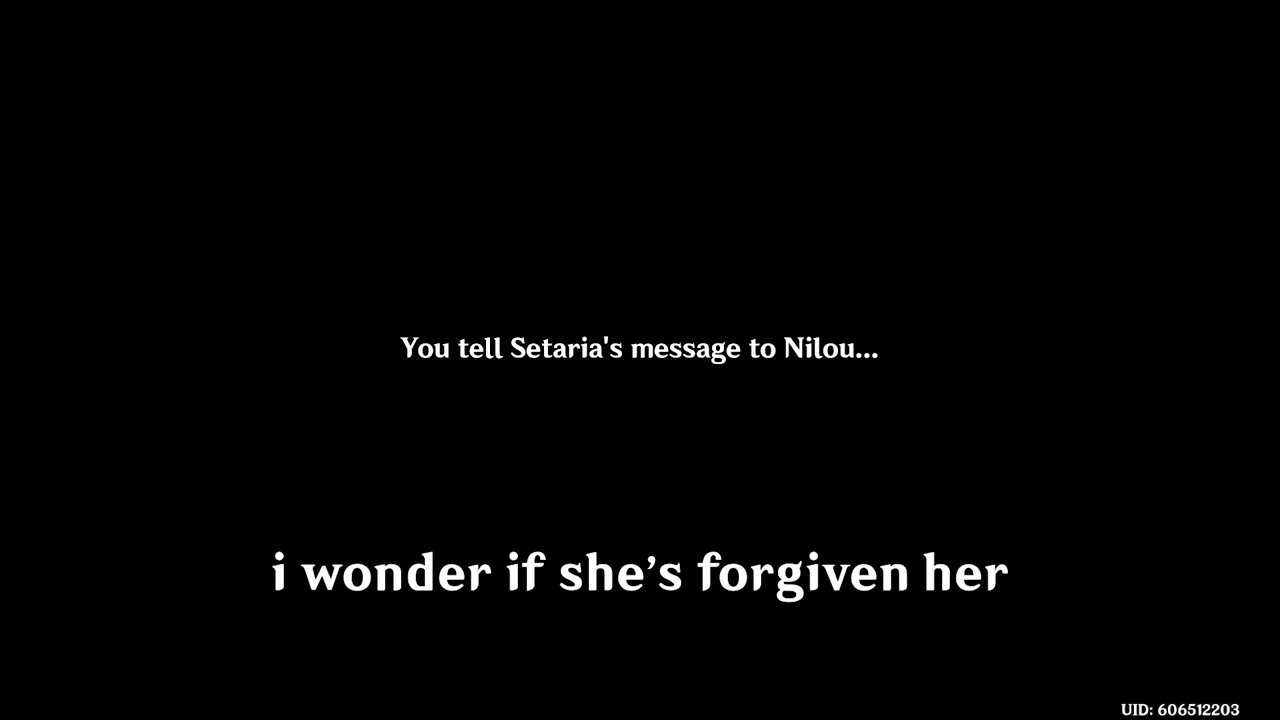 You tell Setaria's message to Nilou...
i wonder if she’s forgiven her
UID: 606512203